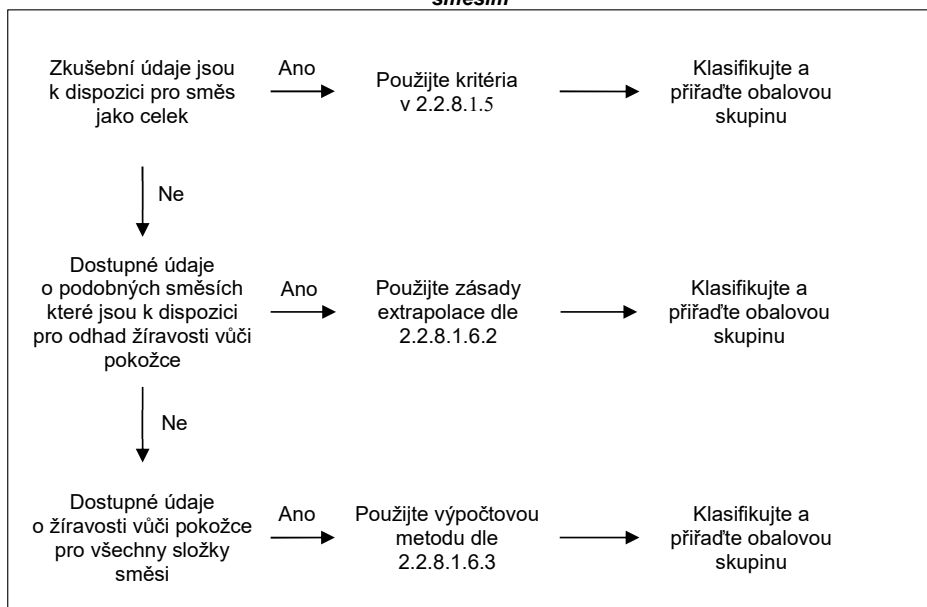 směsím
Zkušební údaje jsou
k dispozici pro směs
jako celek
Ano
Použijte kritéria
v 2.2.8.1.5
Klasifikujte a
přiřaďte obalovou
skupinu
Ne
Dostupné údaje
o podobných směsích
které jsou k dispozici
pro odhad žíravosti vůči
pokožce
Ano
Použijte zásady
extrapolace dle
2.2.8.1.6.2
Klasifikujte a
přiřaďte obalovou
skupinu
Ne
Dostupné údaje
o žíravosti vůči pokožce
pro všechny složky
směsi
Ano
Použijte výpočtovou
metodu dle
2.2.8.1.6.3
Klasifikujte a
přiřaďte obalovou
skupinu